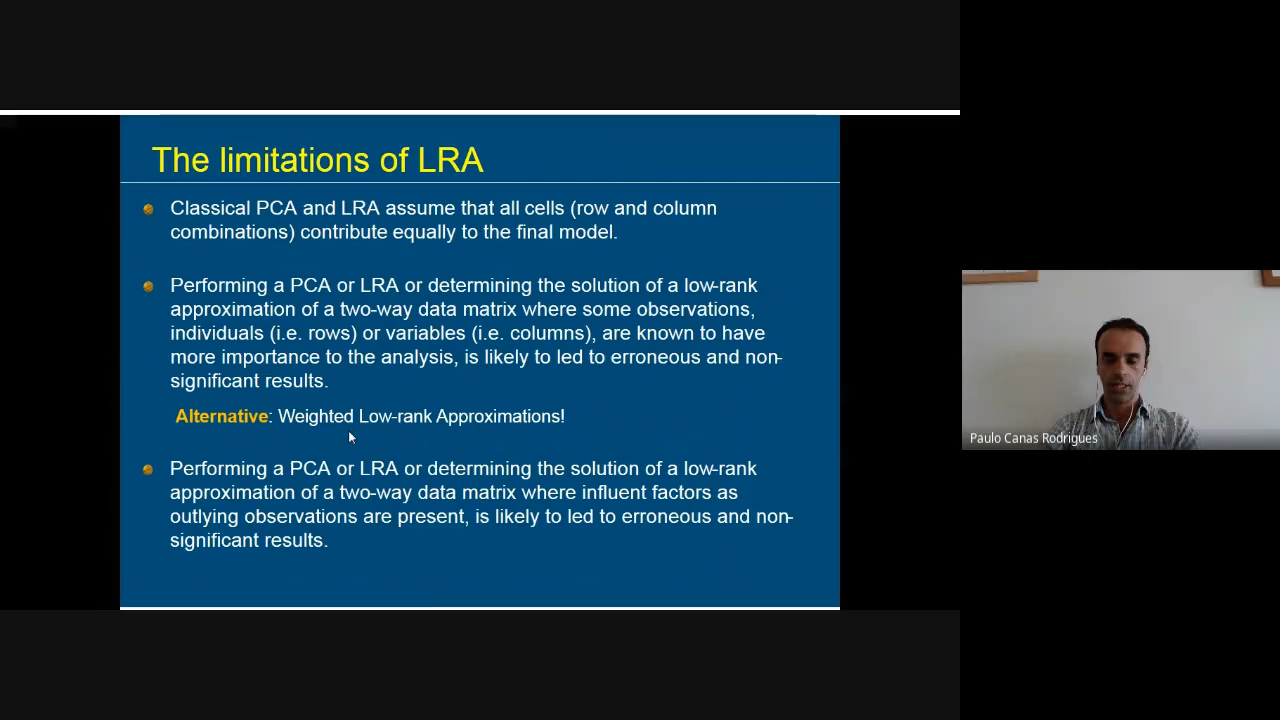 The limitations of LRA
Classical PCA and LRA assume that all cells (row and column
combinations) contribute equally to the final model.
Performing a PCA or LRA or determining the solution of a low-rank
approximation of a two-way data matrix where some observations,
individuals (i.e. rows) or variables (i.e. columns), are known to have
more importance to the analysis, is likely to led to erroneous and non-
significant results.
Alternative: Weighted Low-rank Approximations!
Performing a PCA or LRA or determining the solution of a low-rank
approximation of a two-way data matrix where influent factors as
outlying observations are present, is likely to led to erroneous and non-
significant results.
Paulo Canas Rodrigues